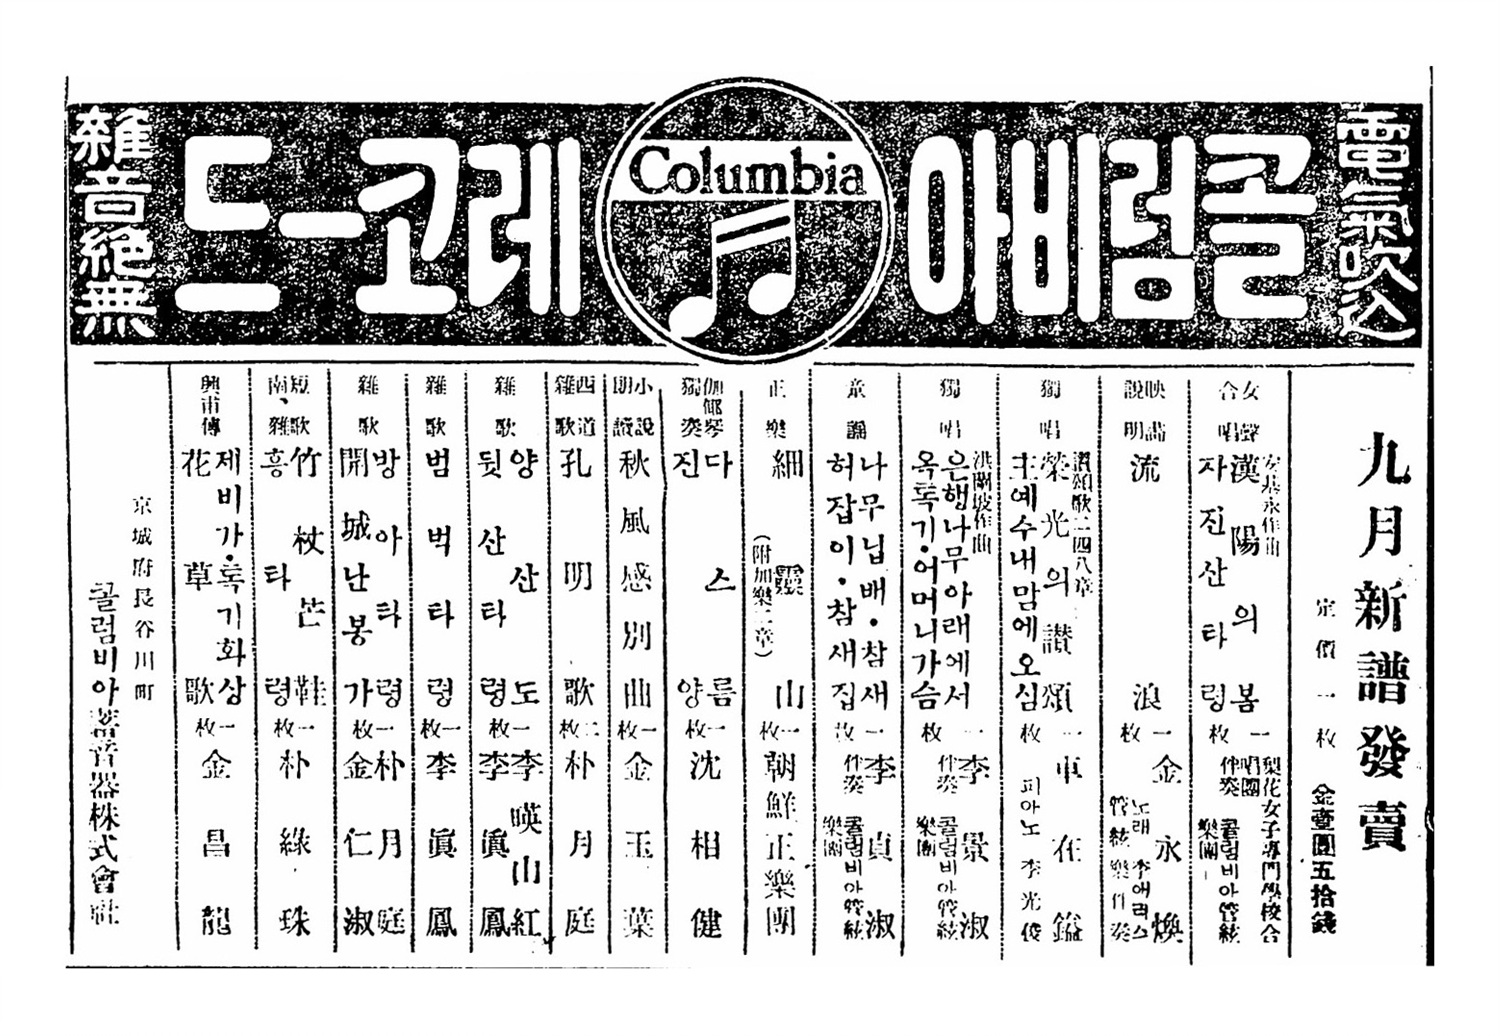 電氣吹込
골럼비아
Columbia
레코ー드
雜音絶無
九月新譜發賣
定價一枚 金壹圓五拾錢
女聲合唱
安基永作曲
漢陽의봄
자진산타령
一枚
梨花女子專門學校合唱團
伴奏 콜럼비아管絃樂團
映畵說明
流浪
一枚
金永煥
노래 李애리스
管絃樂伴奏
獨唱
讚頌歌二四八章
榮光의讃頌
主예수내맘에오심
一枚
車在鎰
피아노 李光俊
獨唱
洪蘭坡作曲
은행나무아래에서
옥톡기·어머니가슴
一枚
李景淑
伴奏 콜럼비아管絃樂團
童謠
나무닙배·참새
허잡이·참새집
一枚
李貞淑
伴奏 콜럼비아管絃樂團
正樂
細靈山
(附加樂二章)
一枚
朝鮮正樂團
伽倻琴獨奏
다스름
진양
一枚
沈相健
小說朗讀
秋風感別曲
一枚
金玉葉
西道雜歌
孔明歌
二枚
朴月庭
雜歌
양산도
뒷산타령
一枚
李暎山紅
李眞鳳
雜歌
범벅타령
一枚
李眞鳳
雜歌
방아타령
開城난봉가
一枚
朴月庭
金仁淑
短歌
南、雜
竹杖芒鞋
흥타령
一枚
朴綠珠
興甫傳
제비가·톡기화상
花草歌
一枚
金昌龍
京城府長谷川町
콜럼비아蓄音器株式會社